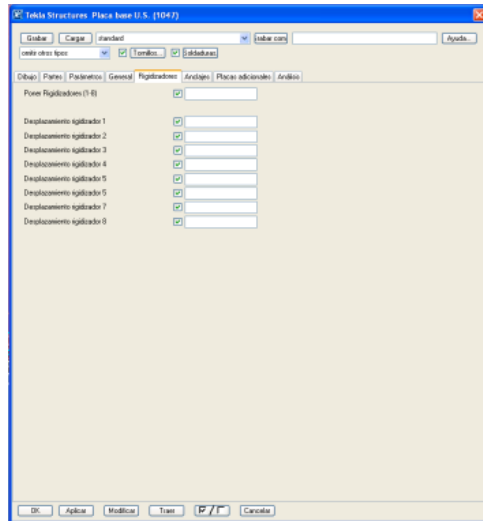 Tekla Structures Placa base U.S. (1047)
Grabar Cargar standard Grabar com Ayuda...
omitir otros tipos Tornillos... Soldaduras
Dibujo Partes Parámetros General Rigidizadores Anclajes Placas adicionales Análisis
Poner Rigidizadores (1-8)
Desplazamiento rigidizador 1
Desplazamiento rigidizador 2
Desplazamiento rigidizador 3
Desplazamiento rigidizador 4
Desplazamiento rigidizador 5
Desplazamiento rigidizador 5
Desplazamiento rigidizador 7
Desplazamiento rigidizador 8
OK Aplicar Modificar Traer / Cancelar